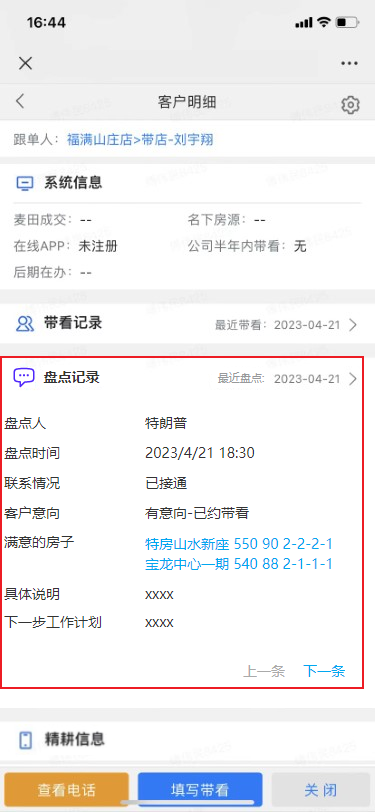 16:44
客户明细
跟单人：福满山庄店>带店-刘宇翔
系统信息
麦田成交：-- 名下房源：--
在线APP：未注册 公司半年内带看：无
后期在办：--
带看记录 最近带看：2023-04-21
盘点记录 最近盘点：2023-04-21
盘点人 特朗普
盘点时间 2023/4/21 18:30
联系情况 已接通
客户意向 有意向-已约带看
满意的房子 特房山水新座 550 90 2-2-2-1
宝龙中心一期 540 88 2-1-1-1
具体说明 xxxx
下一步工作计划 xxxx
上一条 下一条
精耕信息
查看电话 填写带看 关 闭